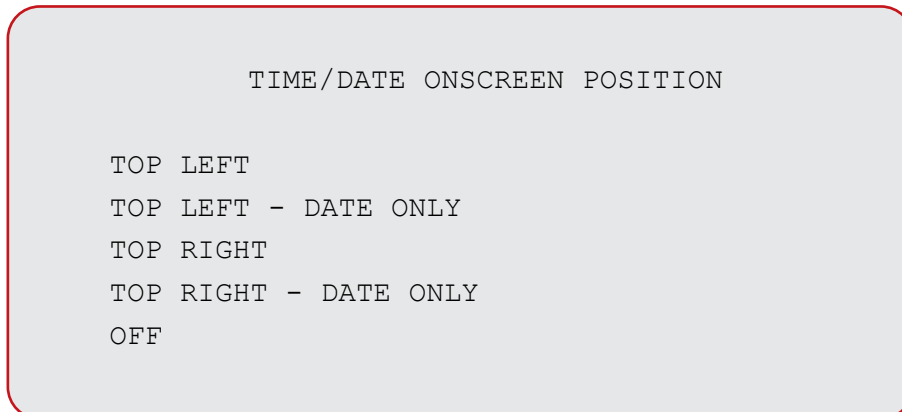 TIME/DATE ONSCREEN POSITION
TOP LEFT
TOP LEFT - DATE ONLY
TOP RIGHT
TOP RIGHT - DATE ONLY
OFF